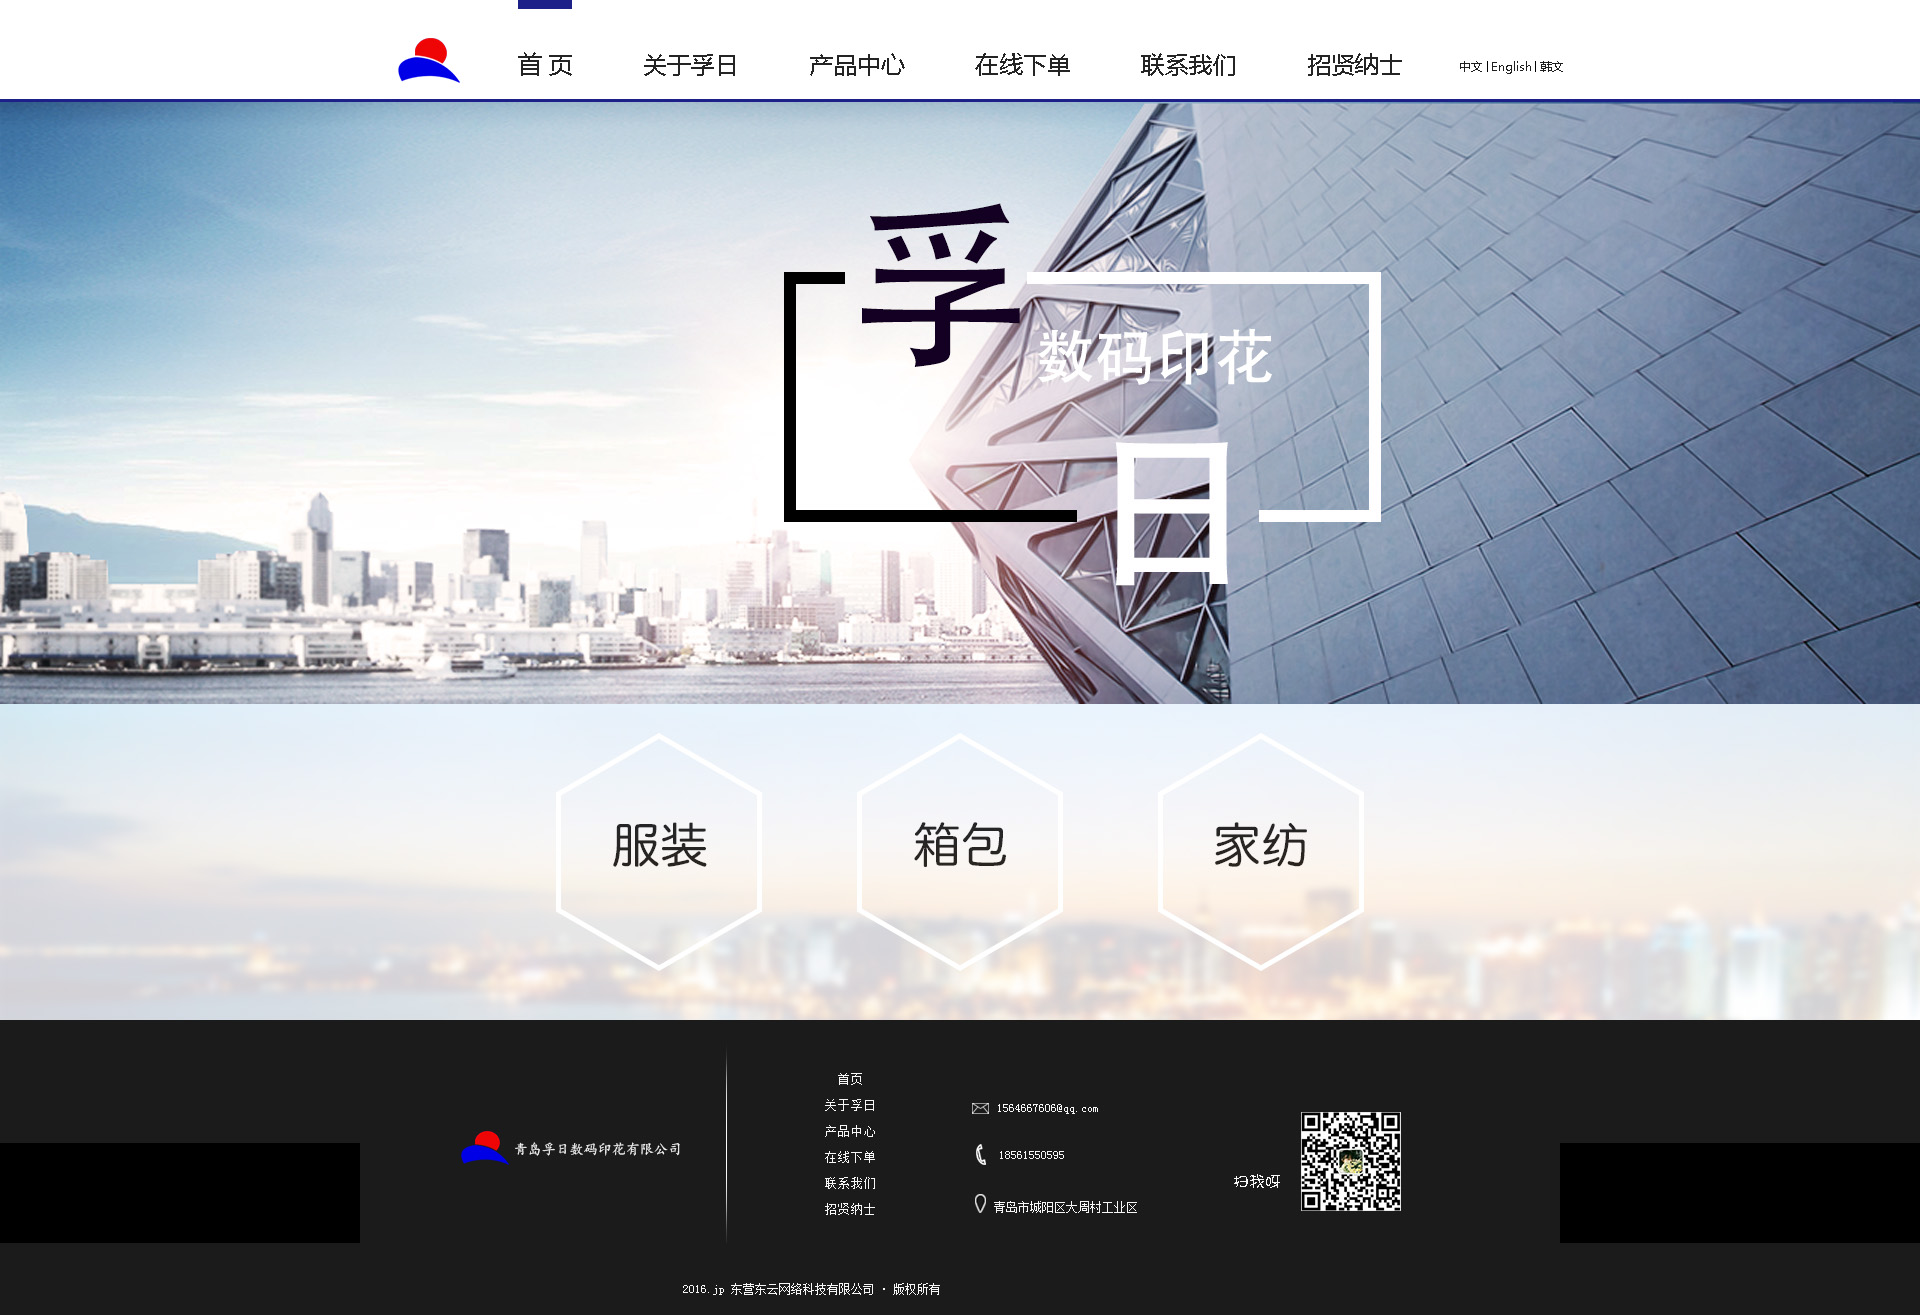 首 页 关于孚日 产品中心 在线下单 联系我们 招贤纳士 中文 | English | 韩文
孚
数码印花
日
服装 箱包 家纺
首页
关于孚日
产品中心
在线下单
联系我们
招贤纳士
青岛孚日数码印花有限公司
1564667606@qq.com
18561550595
青岛市城阳区大周村工业区
扫我呀
2016.jp 东营东云网络科技有限公司 · 版权所有